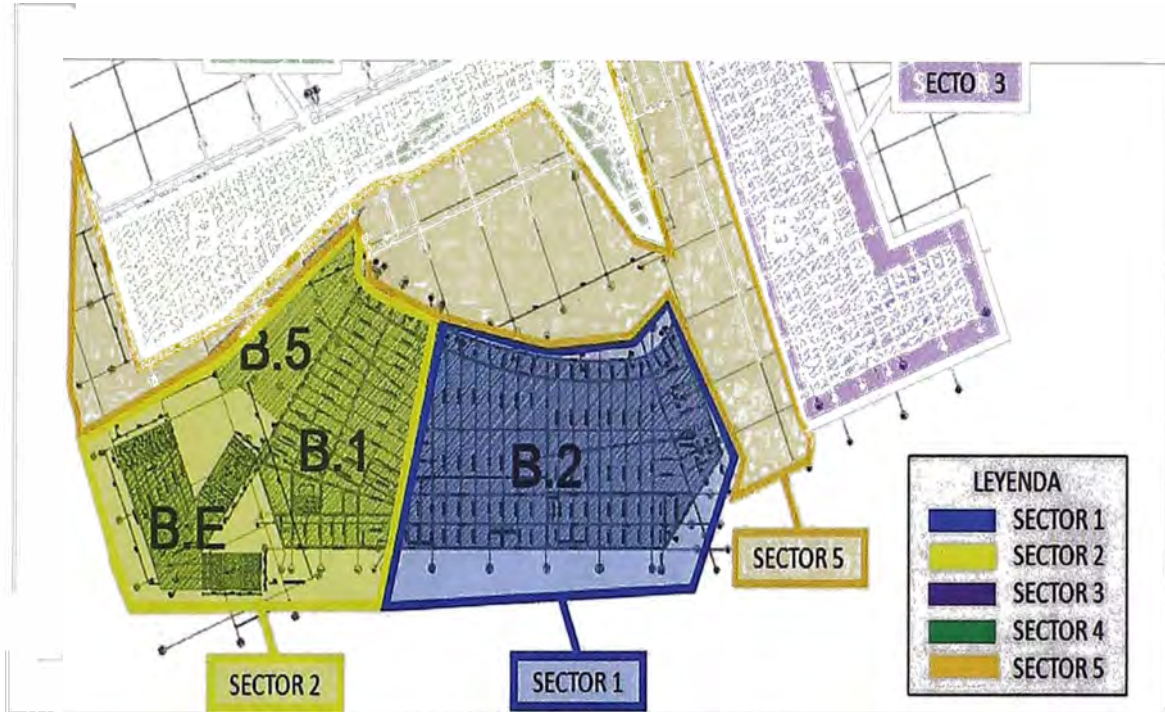 ECTO 3
B.5
B.1
B.2
B.E
SECTOR 5
SECTOR 2
SECTOR 1
LEYENDA
SECTOR 1
SECTOR 2
SECTOR 3
SECTOR 4
SECTOR 5